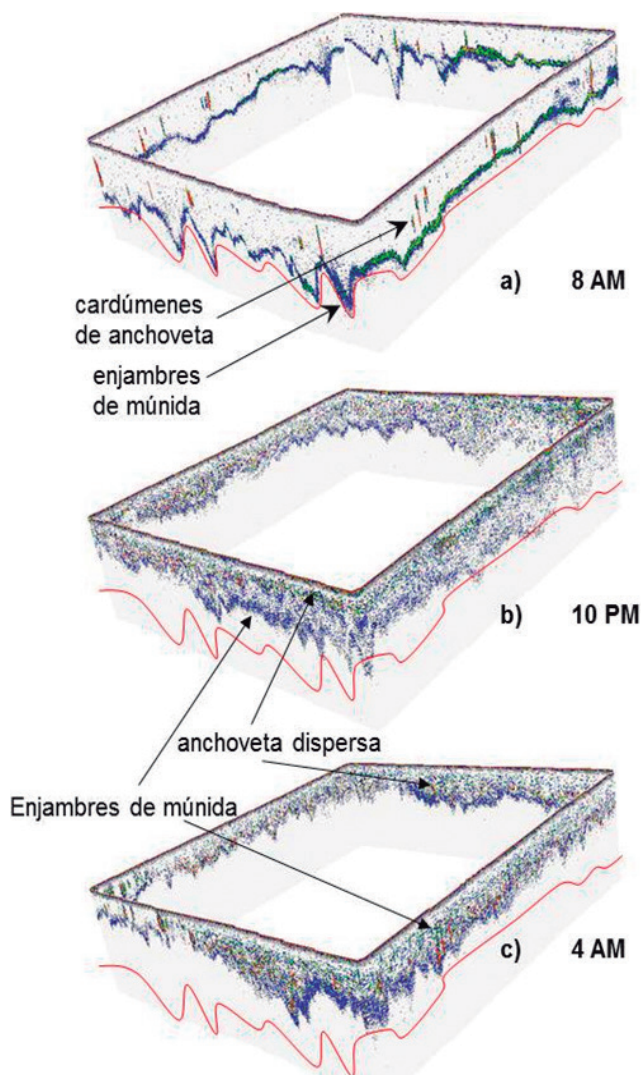 cardúmenes
de anchoveta
a) 8 AM
enjambres
de múnida
b) 10 PM
anchoveta dispersa
Enjambres de múnida
c) 4 AM